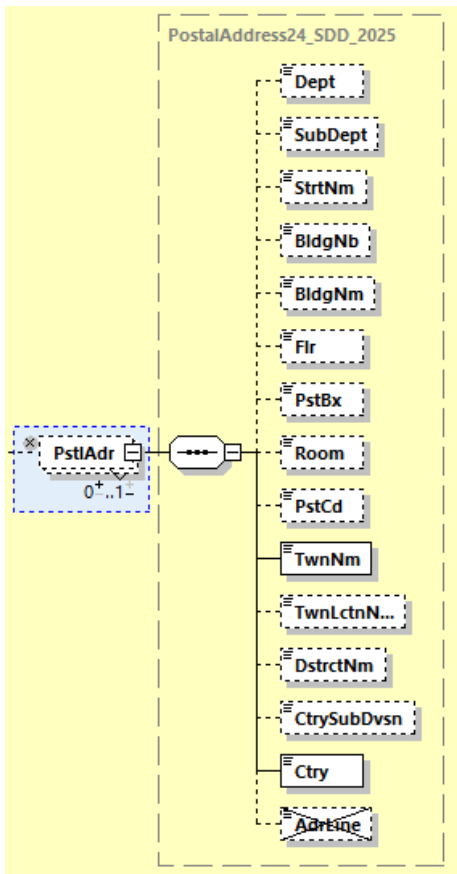 PostalAddress24_SDD_2025
Dept
SubDept
StrtNm
BldgNb
BldgNm
Flr
PstBx
PstlAdr
0..1
Room
PstCd
TwnNm
TwnLctnN...
DstrctNm
CtrySubDvsn
Ctry
AdrLine